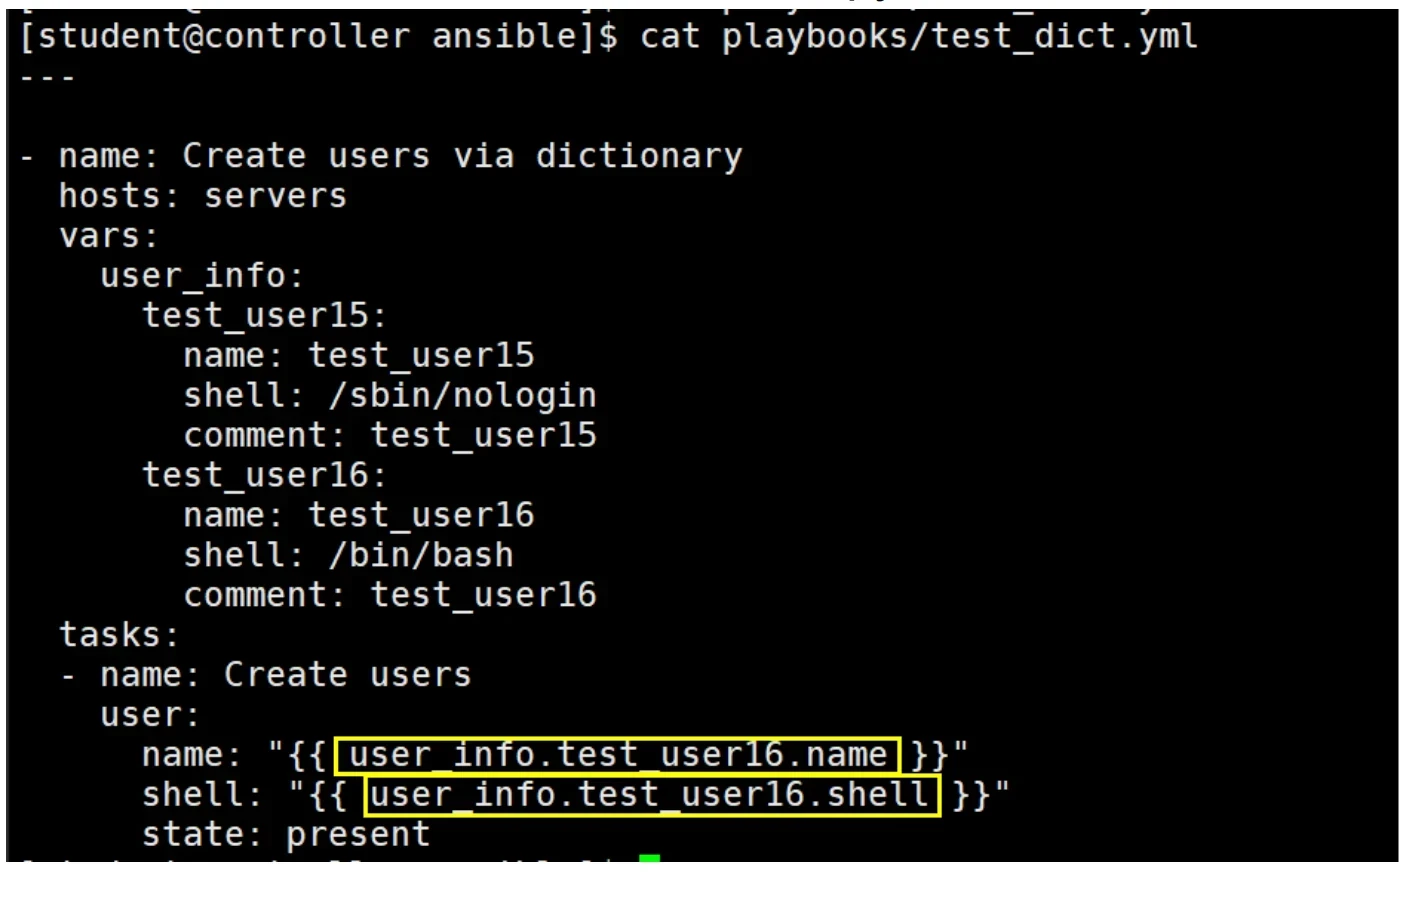 [student@controller ansible]$ cat playbooks/test_dict.yml
---
- name: Create users via dictionary
  hosts: servers
  vars:
    user_info:
      test_user15:
        name: test_user15
        shell: /sbin/nologin
        comment: test_user15
      test_user16:
        name: test_user16
        shell: /bin/bash
        comment: test_user16
  tasks:
  - name: Create users
    user:
      name: "{{ user_info.test_user16.name }}"
      shell: "{{ user_info.test_user16.shell }}"
      state: present